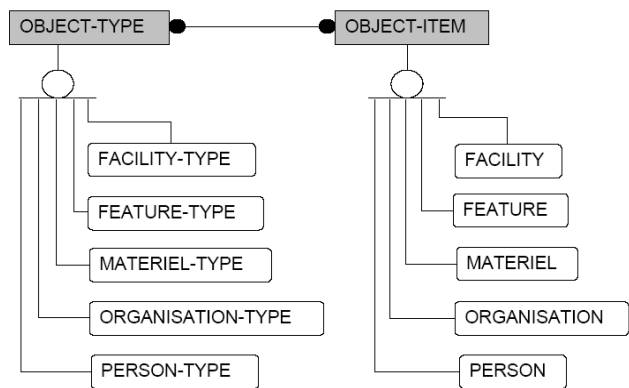 OBJECT-TYPE
OBJECT-ITEM
FACILITY-TYPE
FEATURE-TYPE
MATERIEL-TYPE
ORGANISATION-TYPE
PERSON-TYPE
FACILITY
FEATURE
MATERIEL
ORGANISATION
PERSON